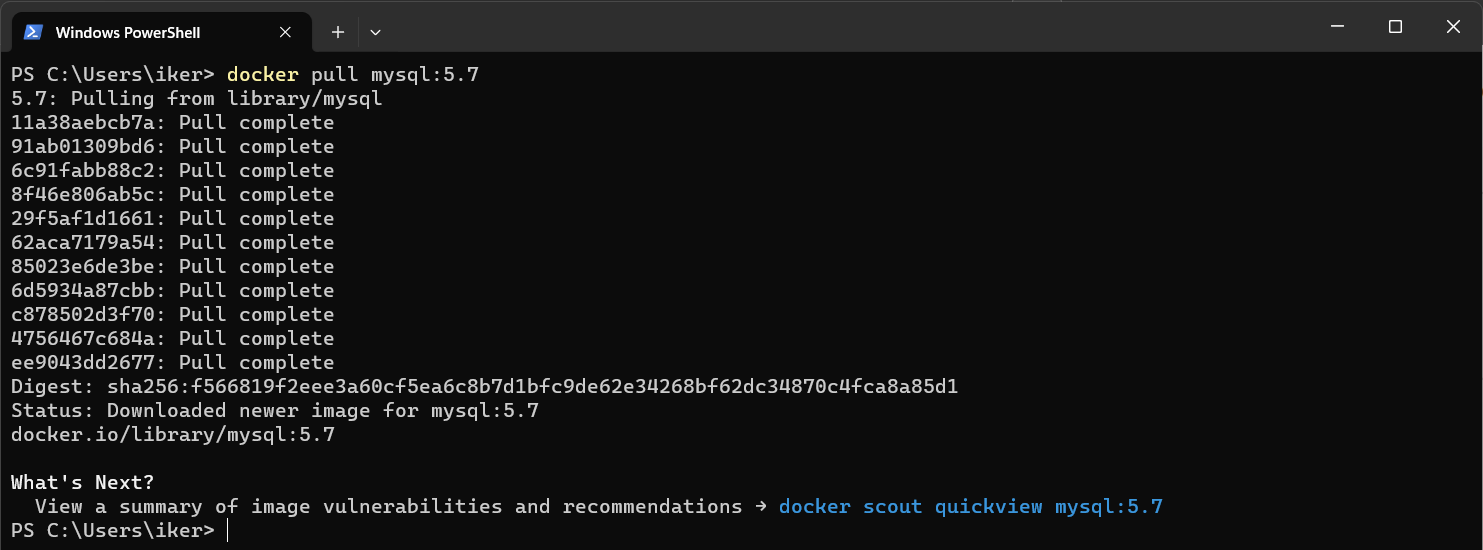 Windows PowerShell
PS C:\Users\iker> docker pull mysql:5.7
5.7: Pulling from library/mysql
11a38aebcb7a: Pull complete
91ab01309bd6: Pull complete
6c91fabb88c2: Pull complete
8f46e806ab5c: Pull complete
29f5af1d1661: Pull complete
62aca7179a54: Pull complete
85023e6de3be: Pull complete
6d5934a87cbb: Pull complete
c878502d3f70: Pull complete
4756467c684a: Pull complete
ee9043dd2677: Pull complete
Digest: sha256:f566819f2eee3a60cf5ea6c8b7d1bfc9de62e34268bf62dc34870c4fca8a85d1
Status: Downloaded newer image for mysql:5.7
docker.io/library/mysql:5.7
What's Next?
View a summary of image vulnerabilities and recommendations → docker scout quickview mysql:5.7
PS C:\Users\iker>